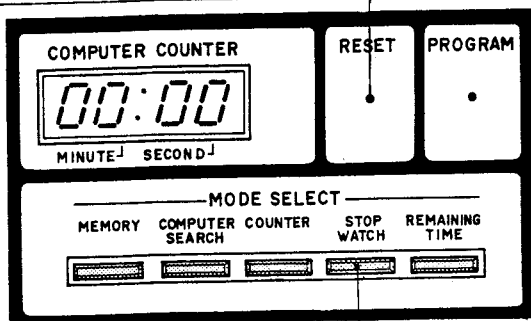 COMPUTER COUNTER
00:00
MINUTE SECOND
RESET
PROGRAM
MODE SELECT
MEMORY
COMPUTER
SEARCH
COUNTER
STOP
WATCH
REMAINING
TIME